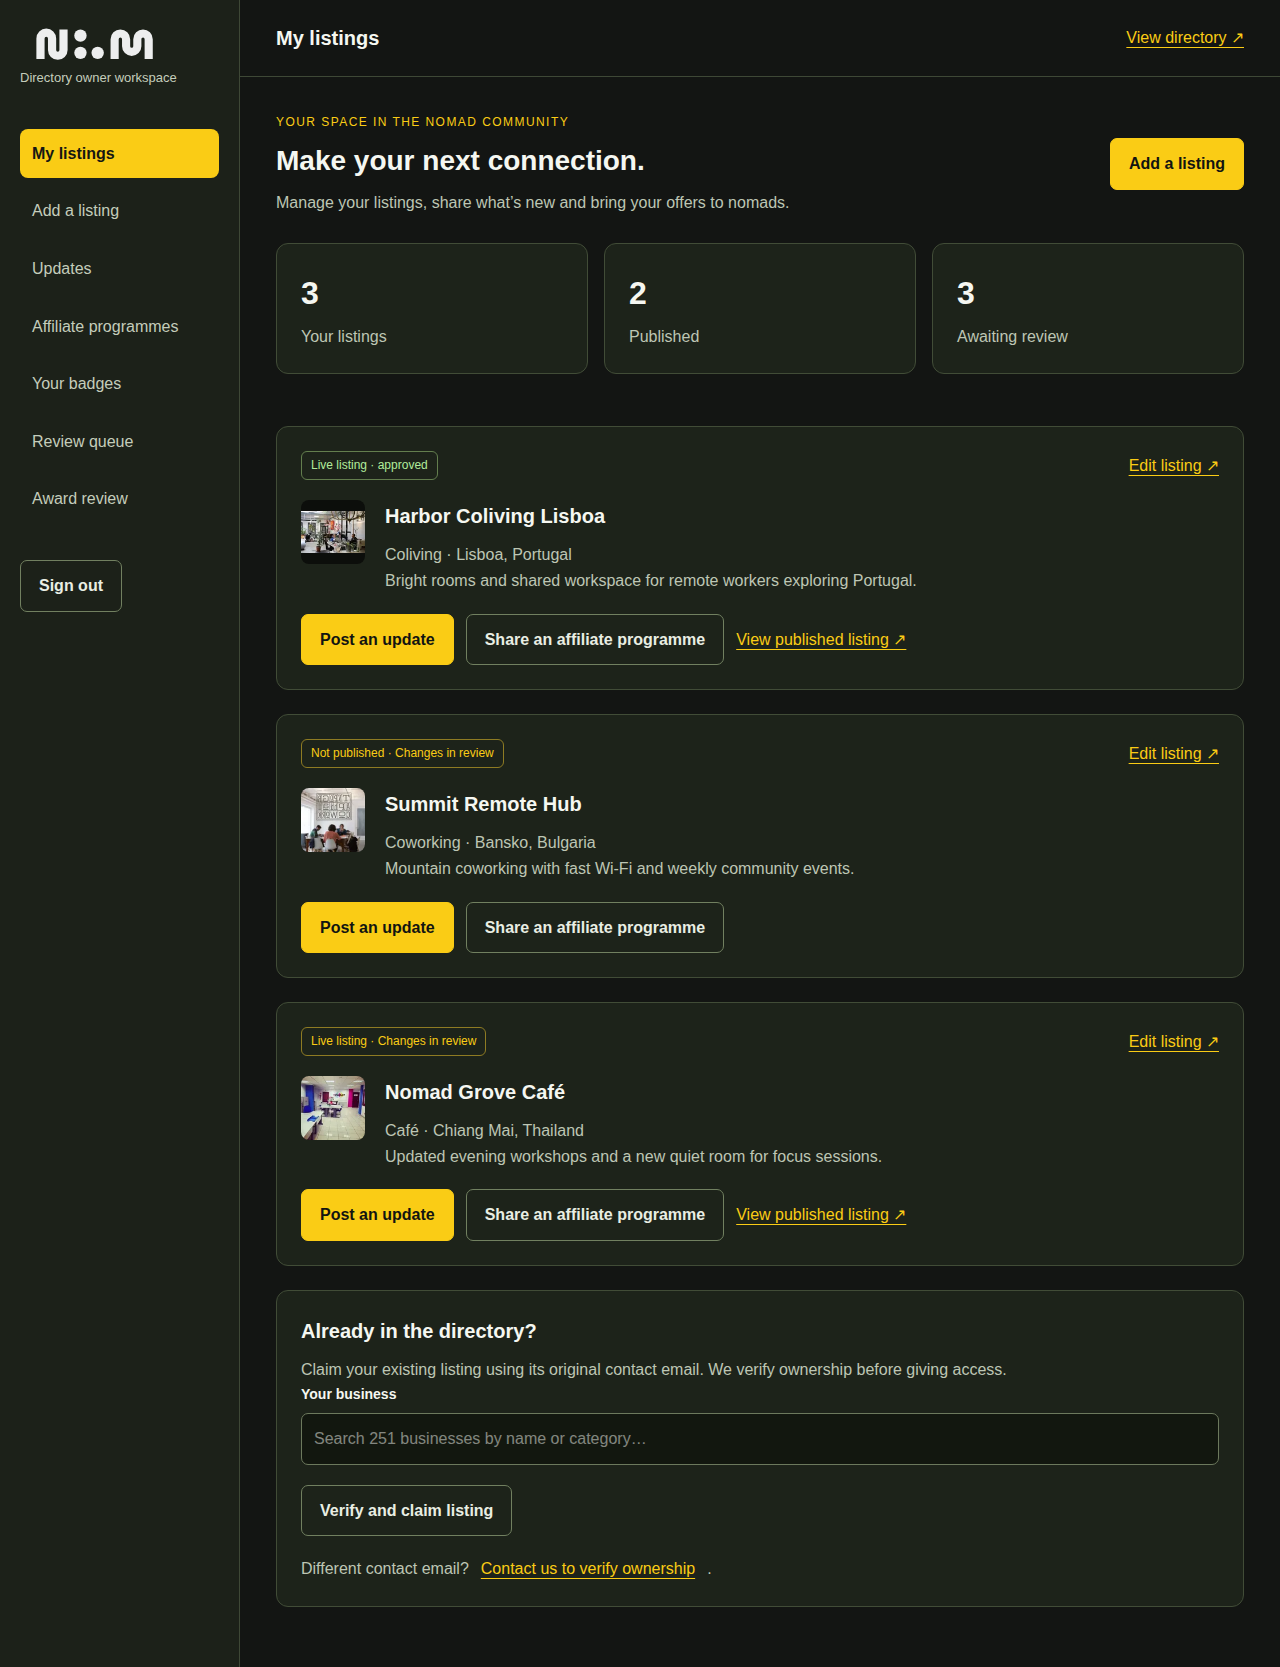 Directory owner workspace
My listings
Add a listing
Updates
Affiliate programmes
Your badges
Review queue
Award review
Sign out
My listings
View directory ↗
YOUR SPACE IN THE NOMAD COMMUNITY
Make your next connection.
Manage your listings, share what’s new and bring your offers to nomads.
Add a listing
3
Your listings
2
Published
3
Awaiting review
Live listing · approved
Edit listing ↗
Harbor Coliving Lisboa
Coliving · Lisboa, Portugal
Bright rooms and shared workspace for remote workers exploring Portugal.
Post an update
Share an affiliate programme
View published listing ↗
Not published · Changes in review
Edit listing ↗
Summit Remote Hub
Coworking · Bansko, Bulgaria
Mountain coworking with fast Wi-Fi and weekly community events.
Post an update
Share an affiliate programme
Live listing · Changes in review
Edit listing ↗
Nomad Grove Café
Café · Chiang Mai, Thailand
Updated evening workshops and a new quiet room for focus sessions.
Post an update
Share an affiliate programme
View published listing ↗
Already in the directory?
Claim your existing listing using its original contact email. We verify ownership before giving access.
Your business
Search 251 businesses by name or category…
Verify and claim listing
Different contact email? Contact us to verify ownership .